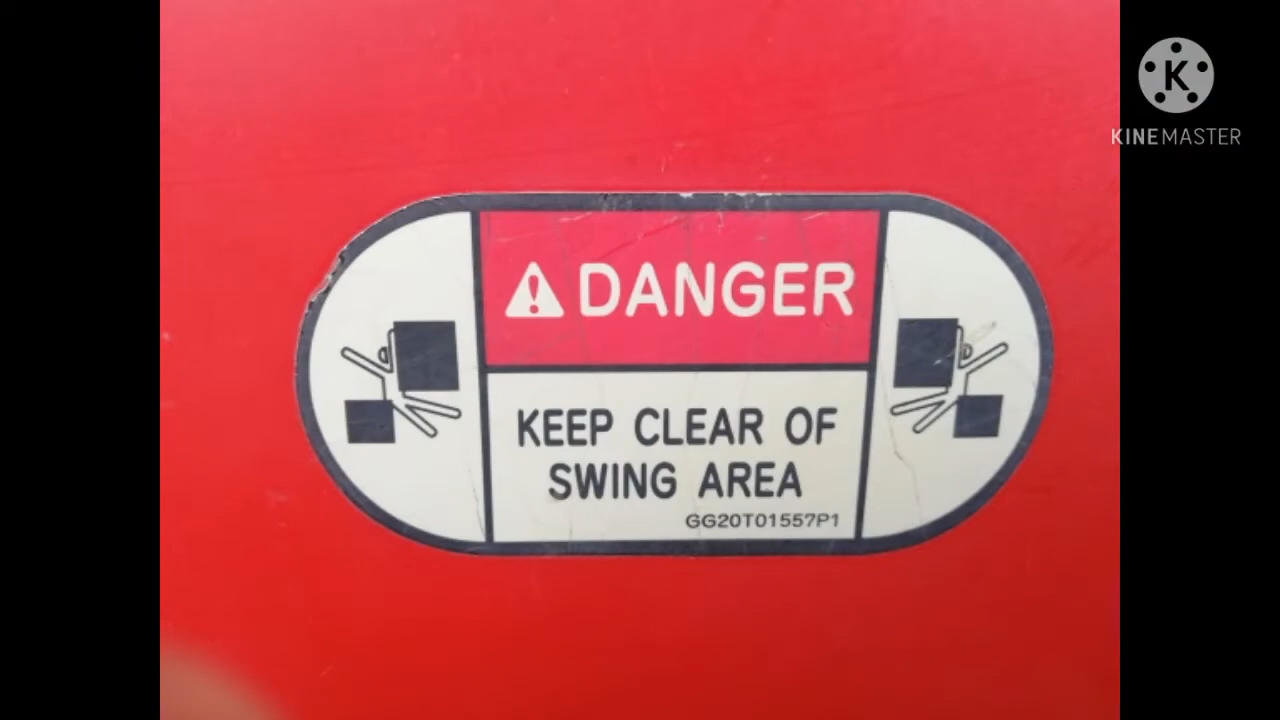 K
KINEMASTER
DANGER
KEEP CLEAR OF
SWING AREA
GG20T01557P1